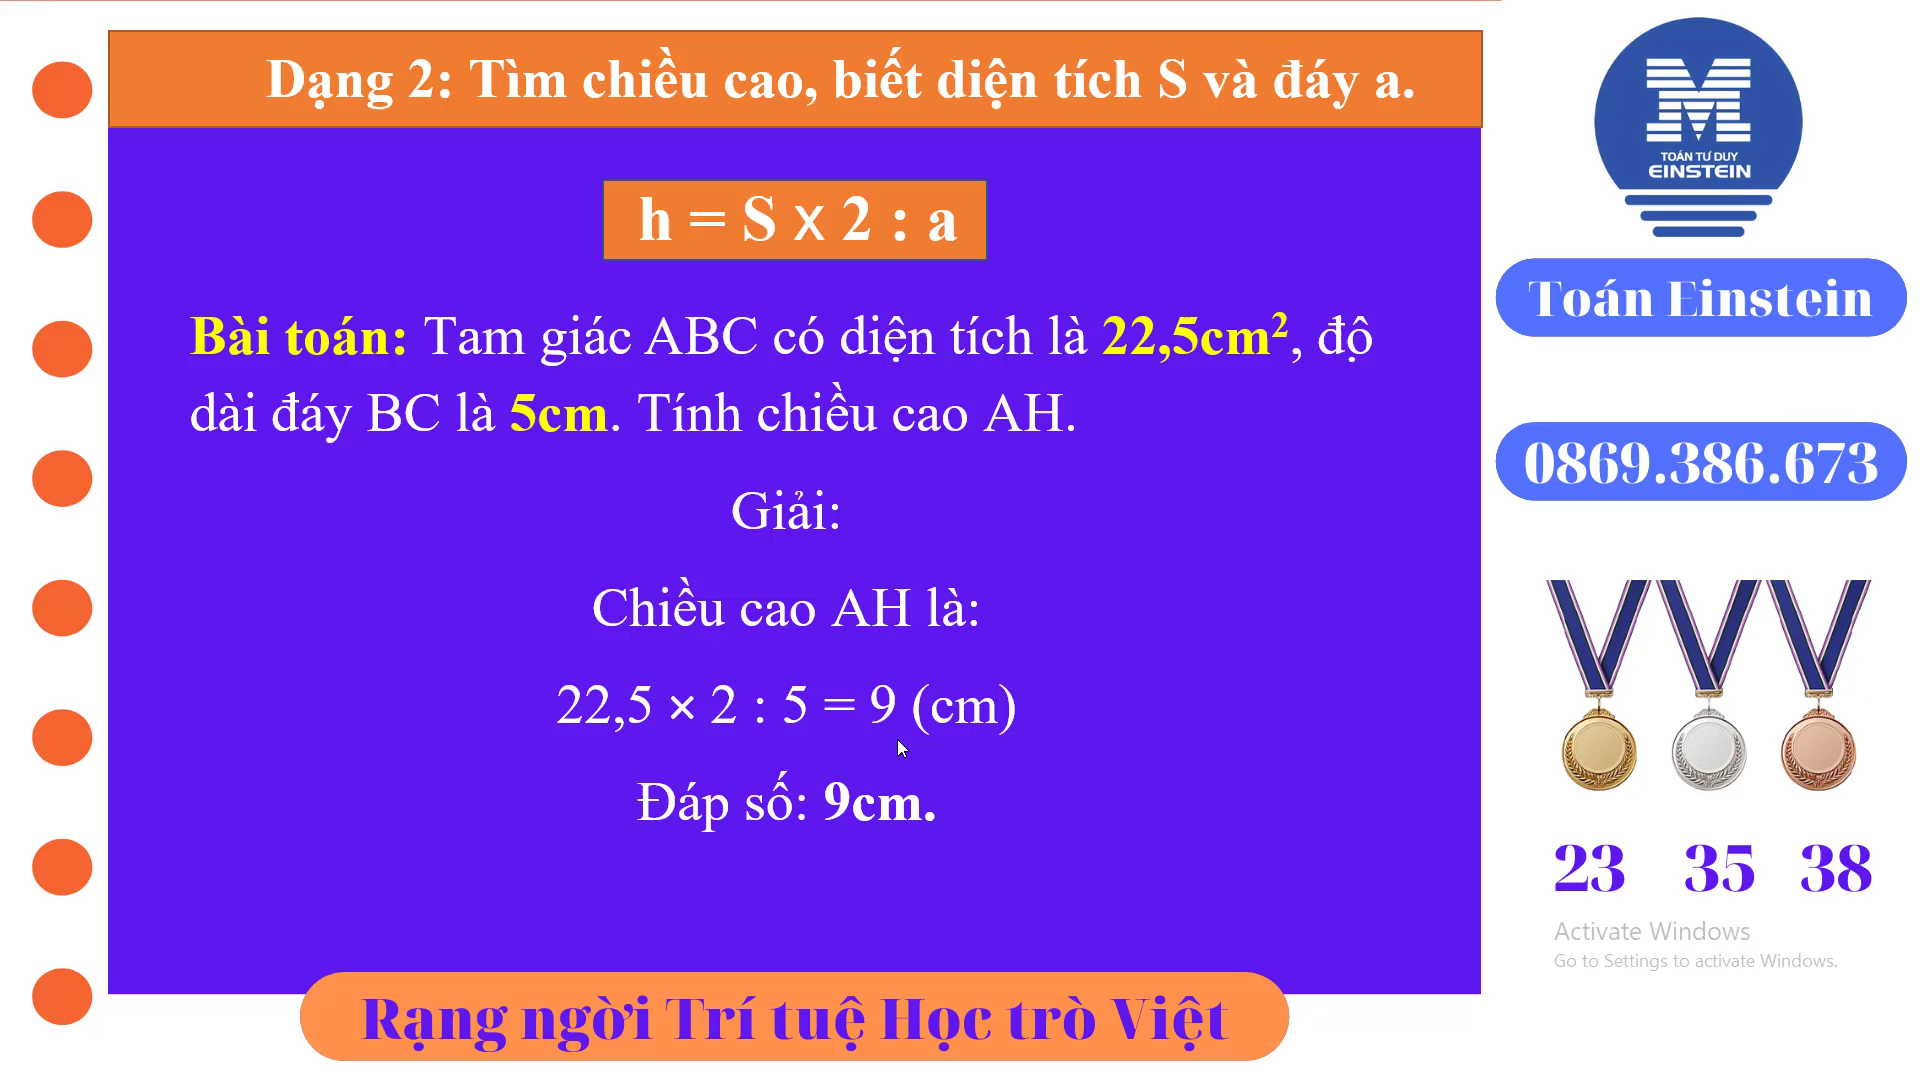 Dạng 2: Tìm chiều cao, biết diện tích S và đáy a.
h = S x 2 : a
Bài toán: Tam giác ABC có diện tích là 22,5cm², độ
dài đáy BC là 5cm. Tính chiều cao AH.
Giải:
Chiều cao AH là:
22,5 × 2 : 5 = 9 (cm)
Đáp số: 9cm.
Rạng ngời Trí tuệ Học trò Việt
M
TOÁN TƯ DUY
EINSTEIN
Toán Einstein
0869.386.673
23 35 38
Activate Windows
Go to Settings to activate Windows.